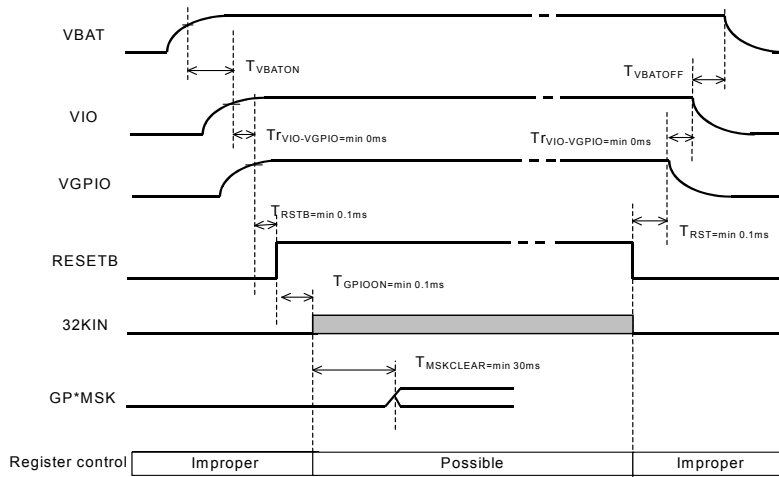 VBAT
TVBATON
TVBATOFF
VIO
TrVIO-VGPIO=min 0ms
TrVIO-VGPIO=min 0ms
VGPIO
TRSTB=min 0.1ms
TRST=min 0.1ms
RESETB
TGPIOON=min 0.1ms
32KIN
TMSKCLEAR=min 30ms
GP*MSK
Register control Improper Possible Improper